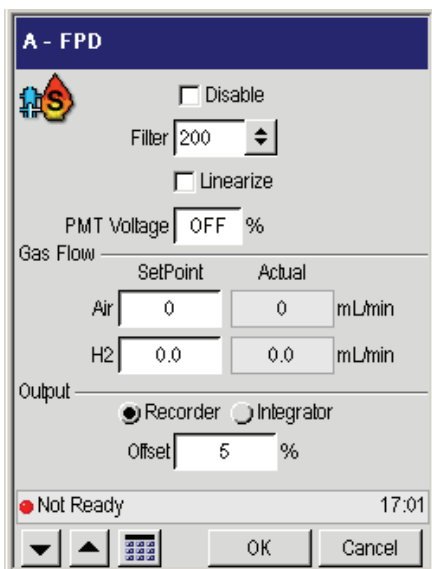 A - FPD
S
Disable
Filter 200
Linearize
PMT Voltage OFF %
Gas Flow
SetPoint Actual
Air 0 0 mL/min
H2 0.0 0.0 mL/min
Output
Recorder Integrator
Offset 5 %
Not Ready 17:01
OK Cancel